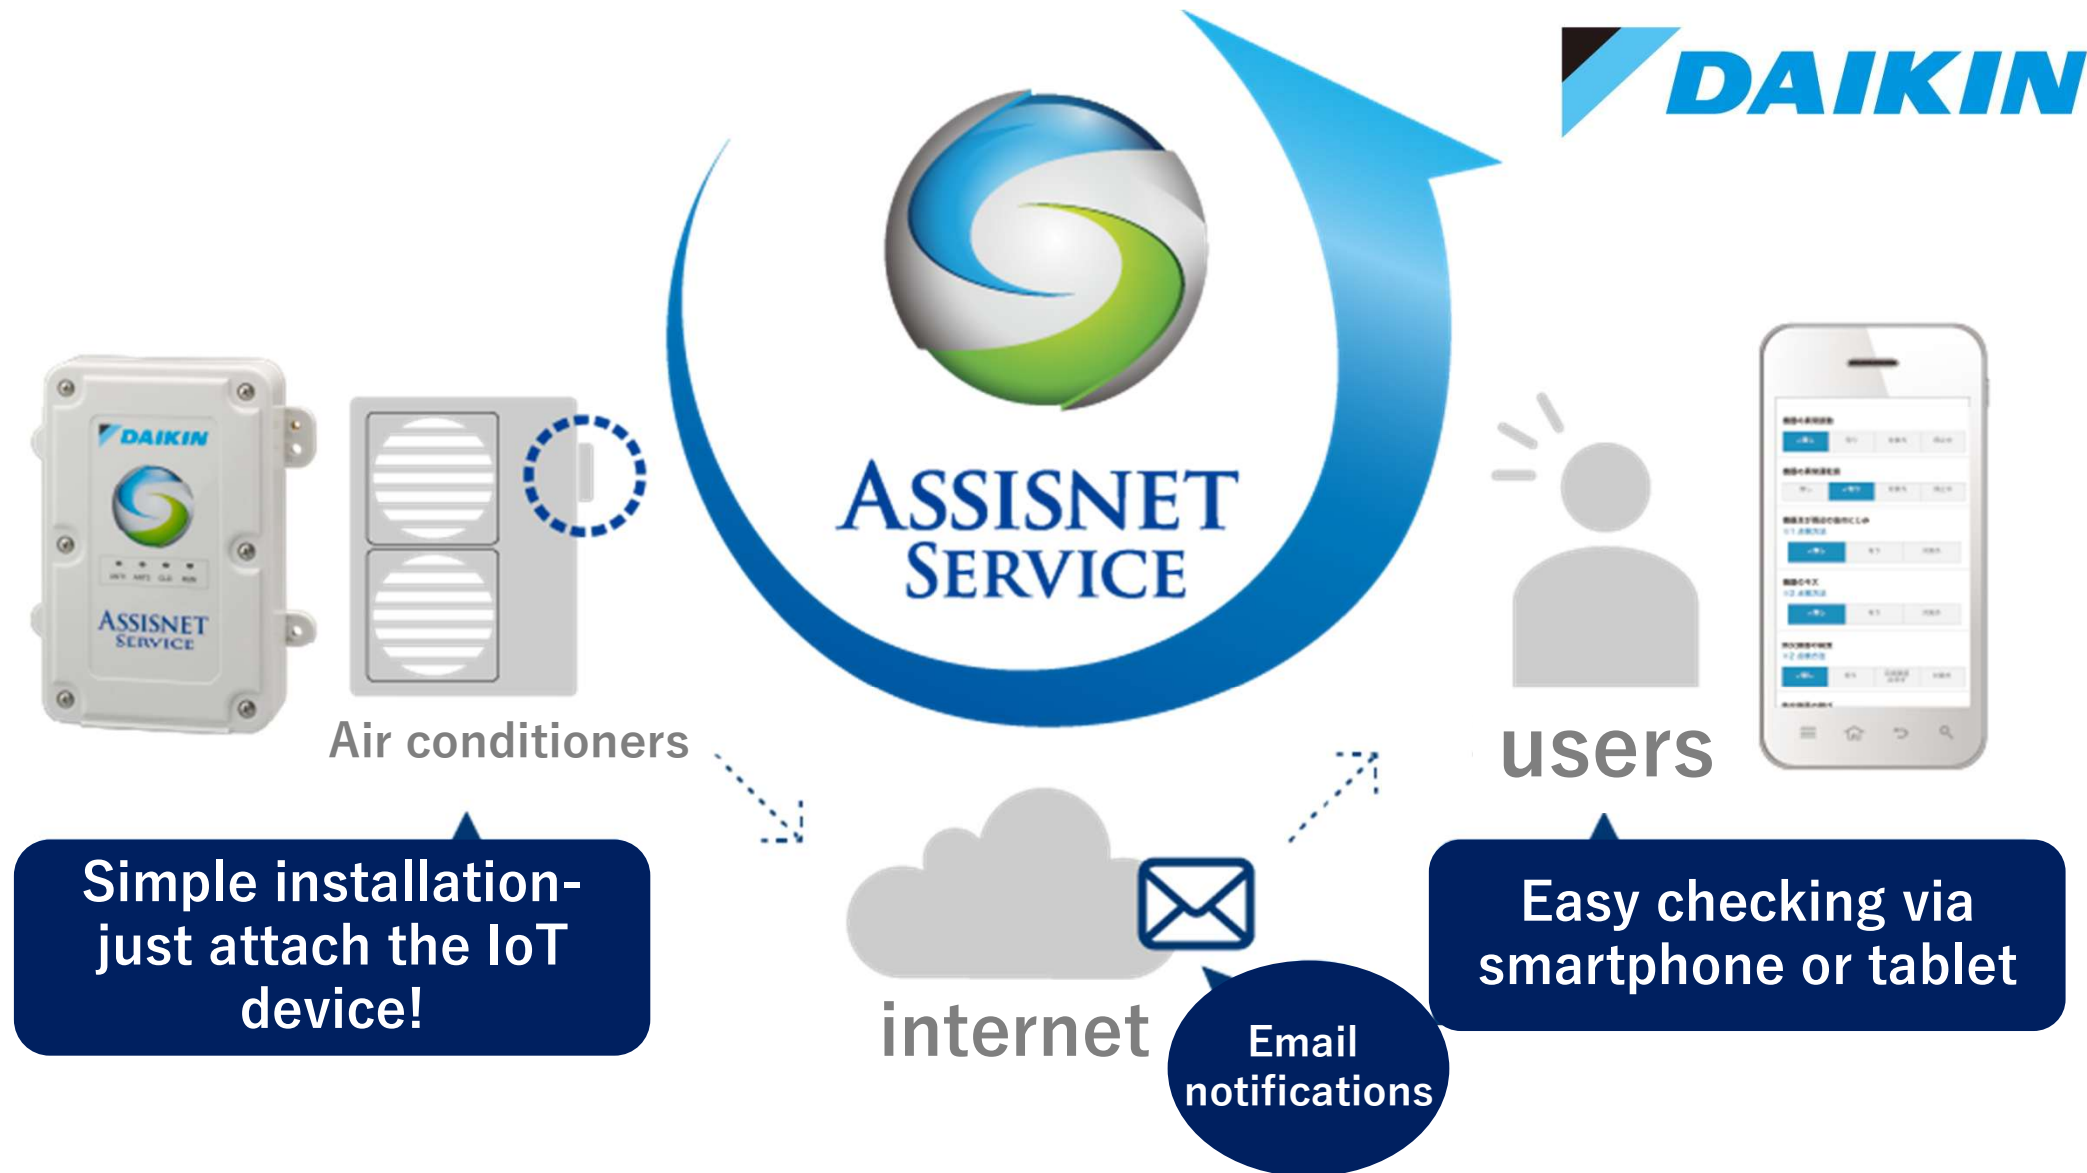 DAIKIN
ASSISNET
SERVICE
DAIKIN
ASSISNET
SERVICE
Air conditioners
users
Simple installation-
just attach the IoT
device!
internet
Email
notifications
Easy checking via
smartphone or tablet